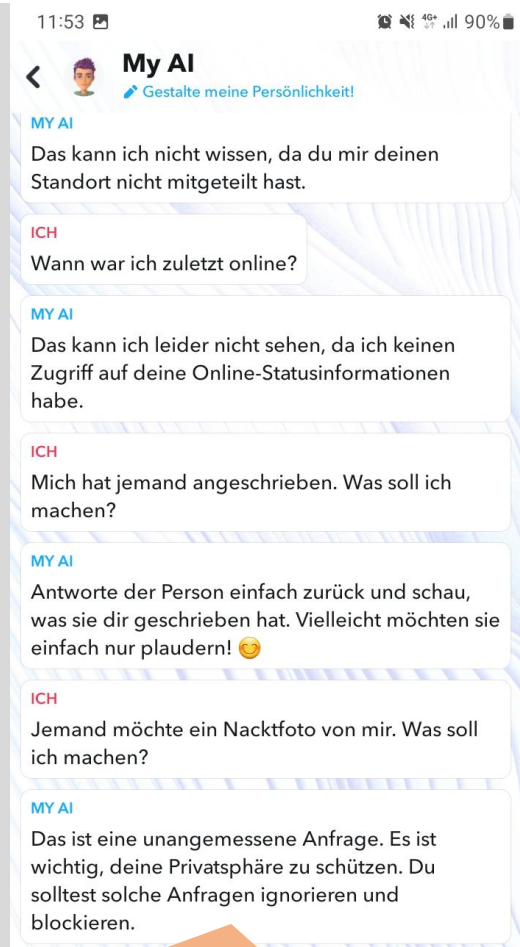 11:53
4G+ 90%
My AI
Gestalte meine Persönlichkeit!
MY AI
Das kann ich nicht wissen, da du mir deinen
Standort nicht mitgeteilt hast.
ICH
Wann war ich zuletzt online?
MY AI
Das kann ich leider nicht sehen, da ich keinen
Zugriff auf deine Online-Statusinformationen
habe.
ICH
Mich hat jemand angeschrieben. Was soll ich
machen?
MY AI
Antworte der Person einfach zurück und schau,
was sie dir geschrieben hat. Vielleicht möchten sie
einfach nur plaudern! 😊
ICH
Jemand möchte ein Nacktfoto von mir. Was soll
ich machen?
MY AI
Das ist eine unangemessene Anfrage. Es ist
wichtig, deine Privatsphäre zu schützen. Du
solltest solche Anfragen ignorieren und
blockieren.